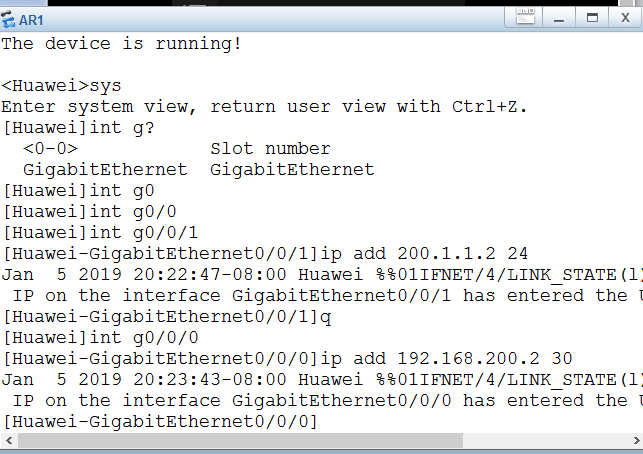 AR1
The device is running!
<Huawei>sys
Enter system view, return user view with Ctrl+Z.
[Huawei]int g?
<0-0> Slot number
GigabitEthernet GigabitEthernet
[Huawei]int g0
[Huawei]int g0/0
[Huawei]int g0/0/1
[Huawei-GigabitEthernet0/0/1]ip add 200.1.1.2 24
Jan 5 2019 20:22:47-08:00 Huawei %%01IFNET/4/LINK_STATE(l)
IP on the interface GigabitEthernet0/0/1 has entered the
[Huawei-GigabitEthernet0/0/1]q
[Huawei]int g0/0/0
[Huawei-GigabitEthernet0/0/0]ip add 192.168.200.2 30
Jan 5 2019 20:23:43-08:00 Huawei %%01IFNET/4/LINK_STATE(l)
IP on the interface GigabitEthernet0/0/0 has entered the
[Huawei-GigabitEthernet0/0/0]